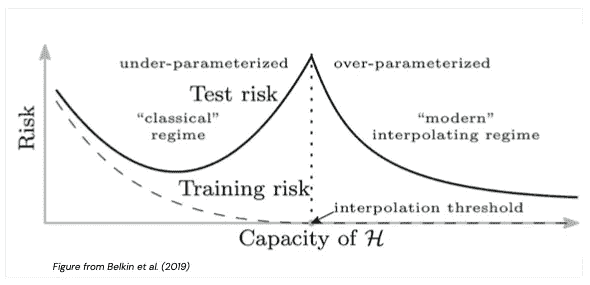 under-parameterized
over-parameterized
Test risk
“classical”
regime
“modern”
interpolating regime
Risk
Training risk
interpolation threshold
Capacity of ℋ
Figure from Belkin et al. (2019)